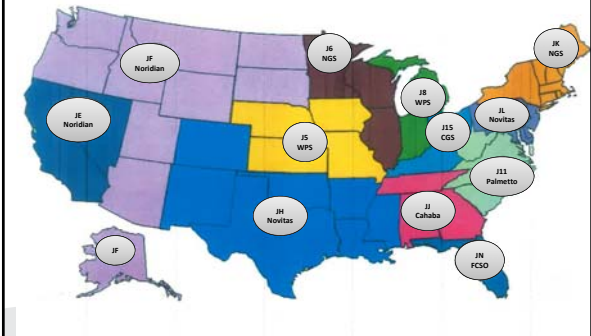 J6
NGS
JK
NGS
JF
Noridian
J8
WPS
JE
Noridian
JL
Novitas
J15
CGS
J5
WPS
J11
Palmetto
JH
Novitas
JJ
Cahaba
JF
JN
FCSO